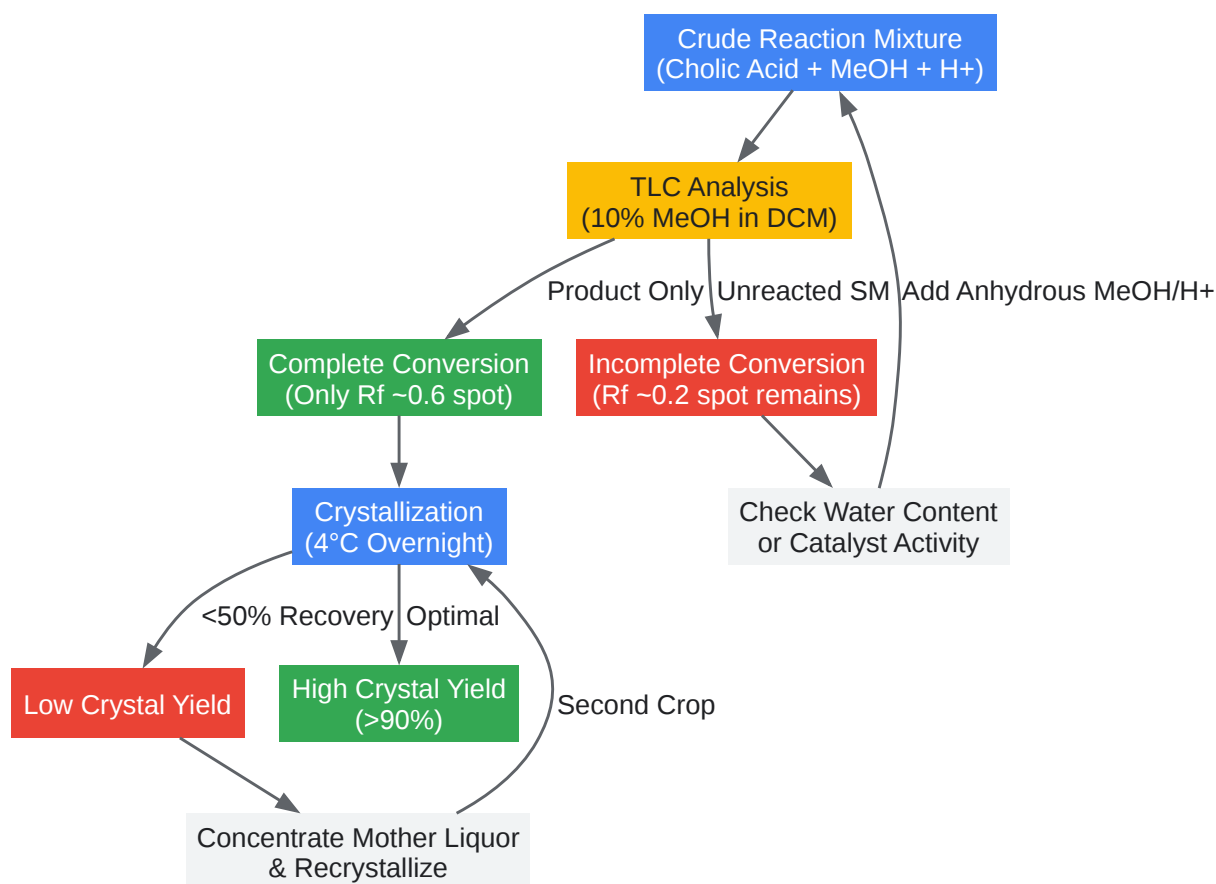 Crude Reaction Mixture
(Cholic Acid + MeOH + H+)
TLC Analysis
(10% MeOH in DCM)
Product Only
Unreacted SM
Add Anhydrous MeOH/H+
Complete Conversion
(Only Rf ~0.6 spot)
Incomplete Conversion
(Rf ~0.2 spot remains)
Crystallization
(4°C Overnight)
Check Water Content
or Catalyst Activity
<50% Recovery
Optimal
Low Crystal Yield
High Crystal Yield
(>90%)
Second Crop
Concentrate Mother Liquor
& Recrystallize